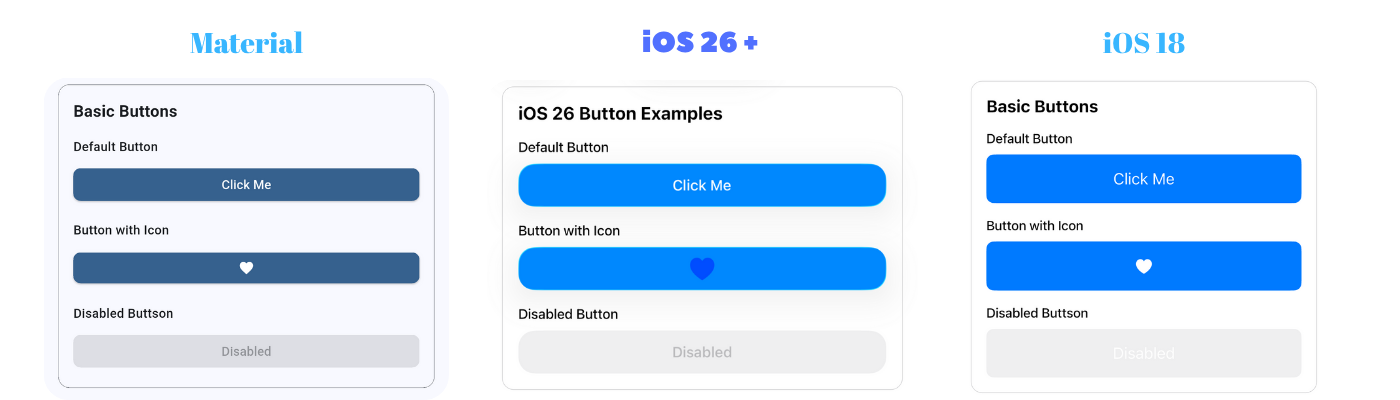 Material
Basic Buttons
Default Button
Click Me
Button with Icon
Disabled Buttson
Disabled
iOS 26 +
iOS 26 Button Examples
Default Button
Click Me
Button with Icon
Disabled Button
Disabled
iOS 18
Basic Buttons
Default Button
Click Me
Button with Icon
Disabled Buttson
Disabled